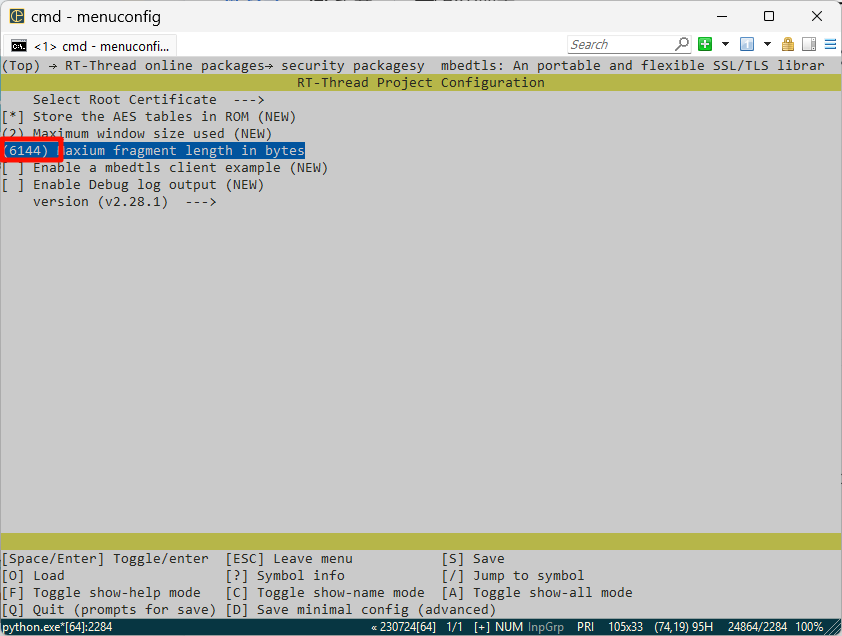 cmd - menuconfig
<1> cmd - menuconfi...
Search
(Top) → RT-Thread online packages→ security packagesy  mbedtls: An portable and flexible SSL/TLS librar
RT-Thread Project Configuration
Select Root Certificate  --->
[*] Store the AES tables in ROM (NEW)
(2) Maximum window size used (NEW)
(6144) axium fragment length in bytes
[ ] Enable a mbedtls client example (NEW)
[ ] Enable Debug log output (NEW)
version (v2.28.1)  --->
[Space/Enter] Toggle/enter  [ESC] Leave menu  [S] Save
[O] Load  [?] Symbol info  [/] Jump to symbol
[F] Toggle show-help mode  [C] Toggle show-name mode  [A] Toggle show-all mode
[Q] Quit (prompts for save)  [D] Save minimal config (advanced)
python.exe*[64]:2284  « 230724[64]  1/1  [+] NUM  InpGrp  PRI  105x33  (74,19) 95H  24864/2284  100%